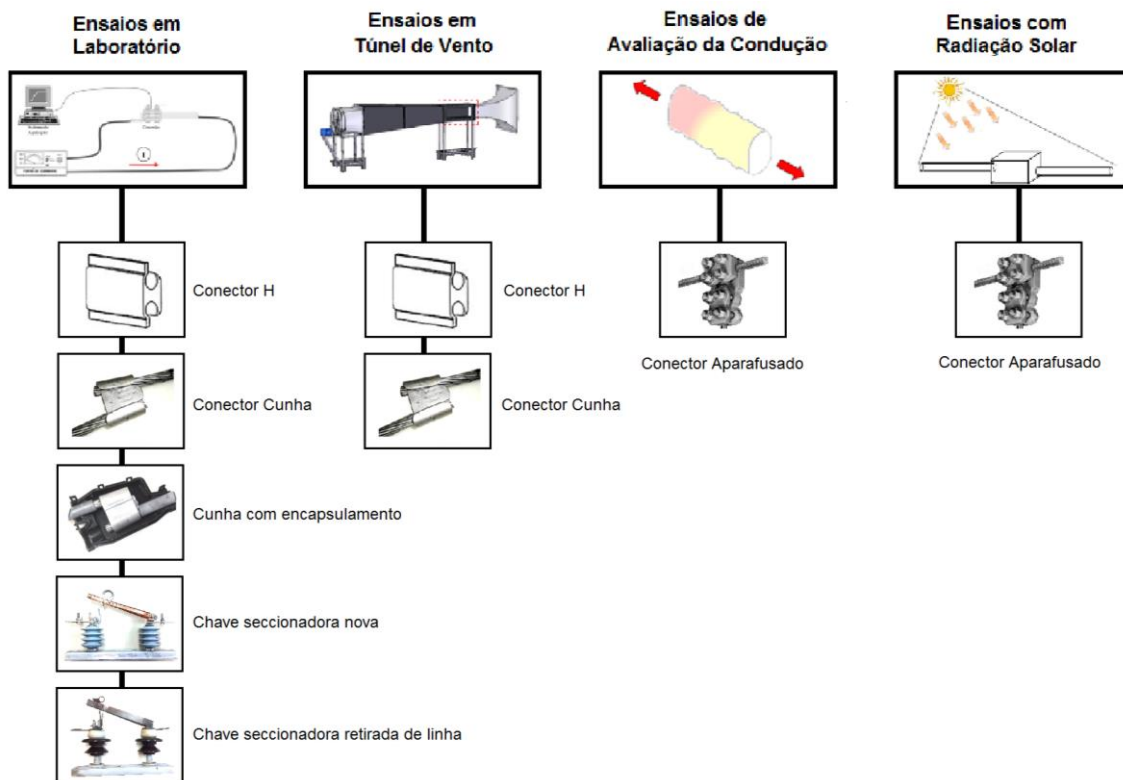 Ensaios em
Laboratório
Ensaios em
Túnel de Vento
Ensaios de
Avaliação da Condução
Ensaios com
Radiação Solar
I
Conector H
Conector H
Conector Aparafusado
Conector Aparafusado
Conector Cunha
Conector Cunha
Cunha com encapsulamento
Chave seccionadora nova
Chave seccionadora retirada de linha